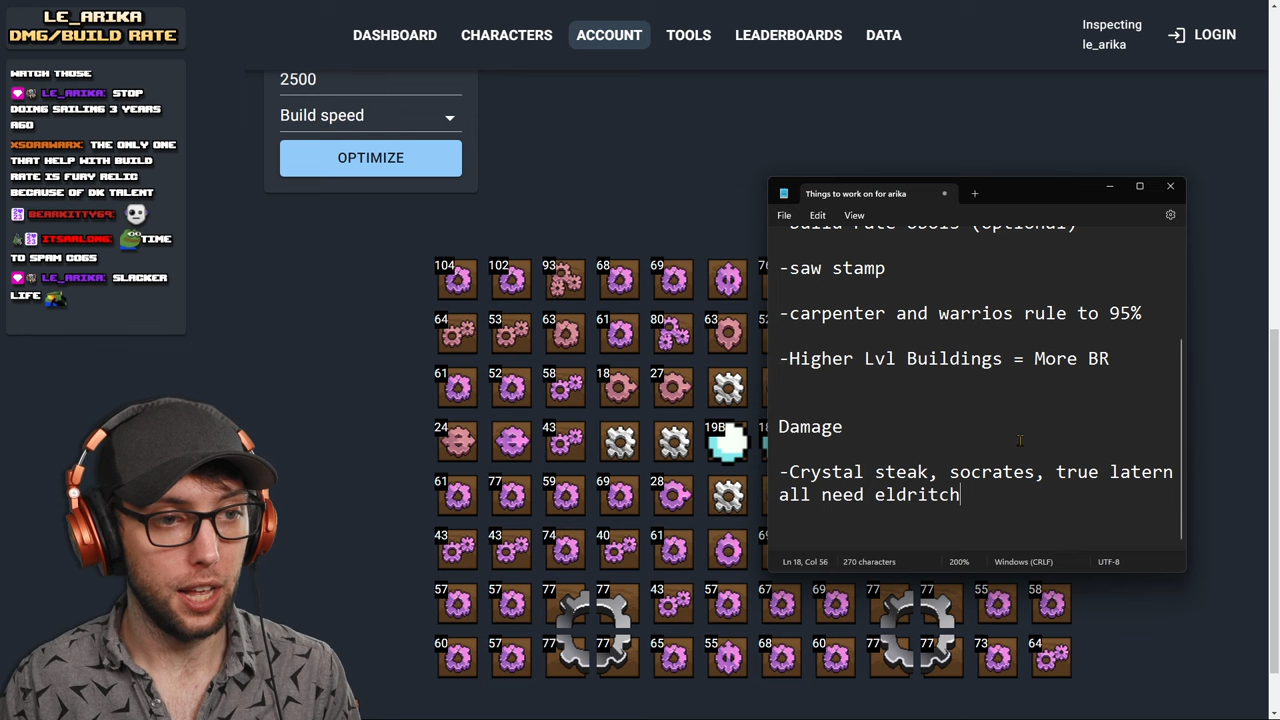 LE_ARIKA
DMG/BUILD RATE
WATCH THOSE
LE_ARIKA: STOP
DOING SAILING 3 YEARS
AGO
XSORAWARX: THE ONLY ONE
THAT HELP WITH BUILD
RATE IS FURY RELIC
BECAUSE OF DK TALENT
BEARKITTY69:
ITSARLONG: TIME
TO SPAM COGS
LE_ARIKA: SLACKER
LIFE
DASHBOARD CHARACTERS ACCOUNT TOOLS LEADERBOARDS DATA
Inspecting
le_arika
LOGIN
2500
Build speed
OPTIMIZE
Things to work on for arika
File Edit View
-saw stamp
-carpenter and warrios rule to 95%
-Higher Lvl Buildings = More BR
Damage
-Crystal steak, socrates, true latern
all need eldritch
Ln 18, Col 56 270 characters 200% Windows (CRLF) UTF-8
104 102 93 68 69
64 53 63 61 80 63
61 52 58 18 27
24 43 19B
61 77 59 69 28
43 43 74 40 61
57 57 77 77 43 57 67 69 77 77 55 58
60 57 77 77 65 55 68 60 77 77 73 64